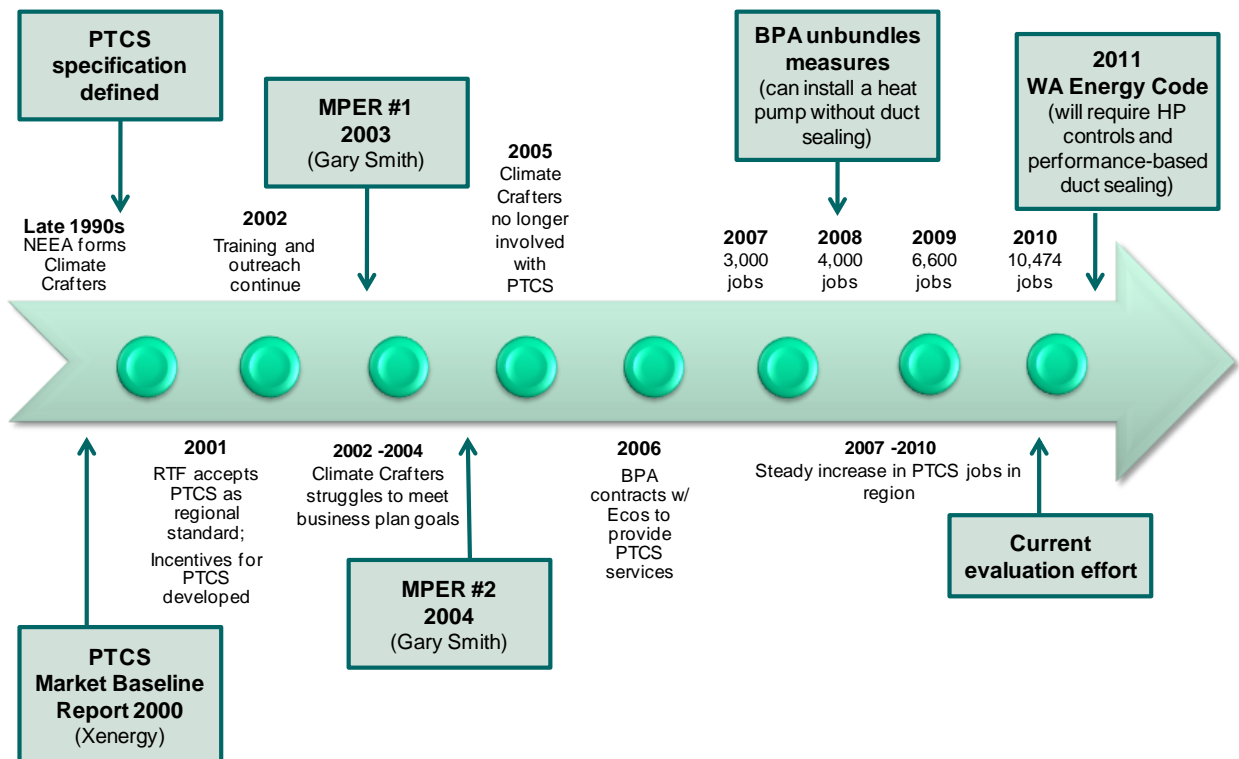 PTCS
specification
defined
MPER #1
2003
(Gary Smith)
BPA unbundles
measures
(can install a heat
pump without duct
sealing)
2011
WA Energy Code
(will require HP
controls and
performance-based
duct sealing)
Late 1990s
NEEA forms
Climate
Crafters
2002
Training and
outreach
continue
2005
Climate
Crafters
no longer
involved
with
PTCS
2007
3,000
jobs
2008
4,000
jobs
2009
6,600
jobs
2010
10,474
jobs
2001
RTF accepts
PTCS as
regional
standard;
Incentives for
PTCS
developed
2002 -2004
Climate Crafters
struggles to meet
business plan goals
2006
BPA
contracts w/
Ecos to
provide
PTCS
services
2007 -2010
Steady increase in PTCS jobs in
region
PTCS
Market Baseline
Report 2000
(Xenergy)
MPER #2
2004
(Gary Smith)
Current
evaluation effort